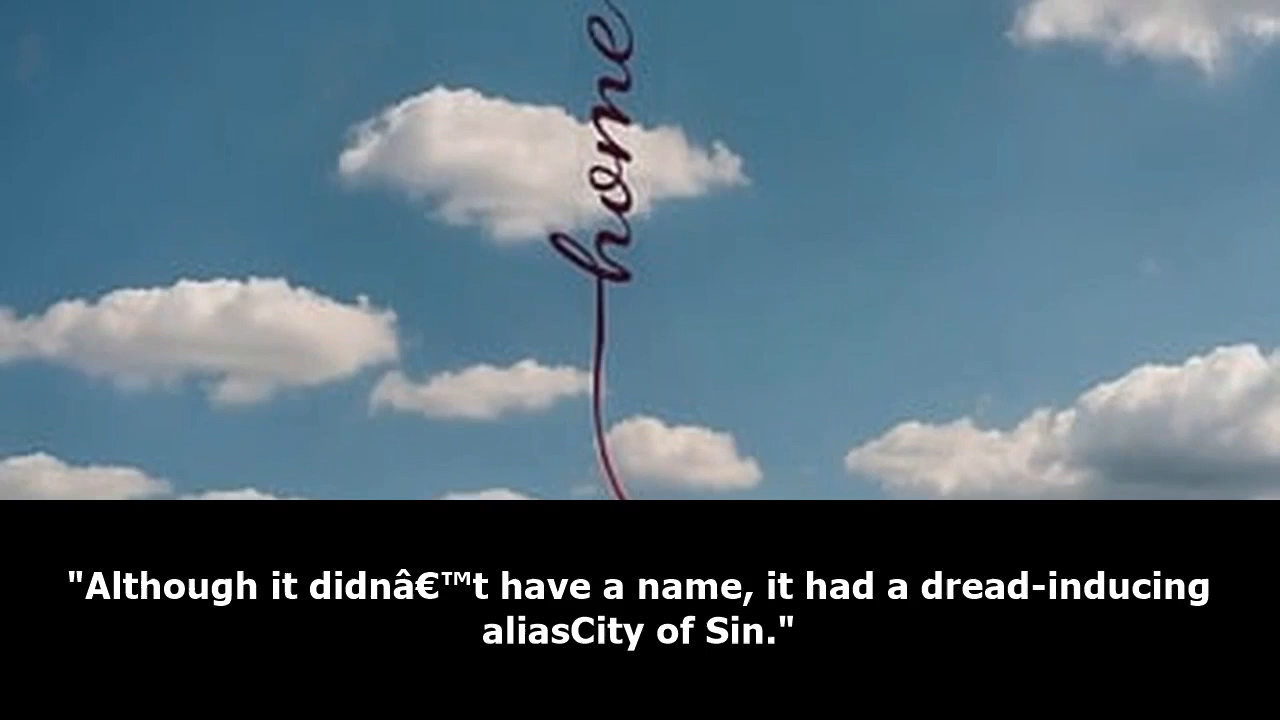 home
"Although it didnâ€™t have a name, it had a dread-inducing
aliasCity of Sin."